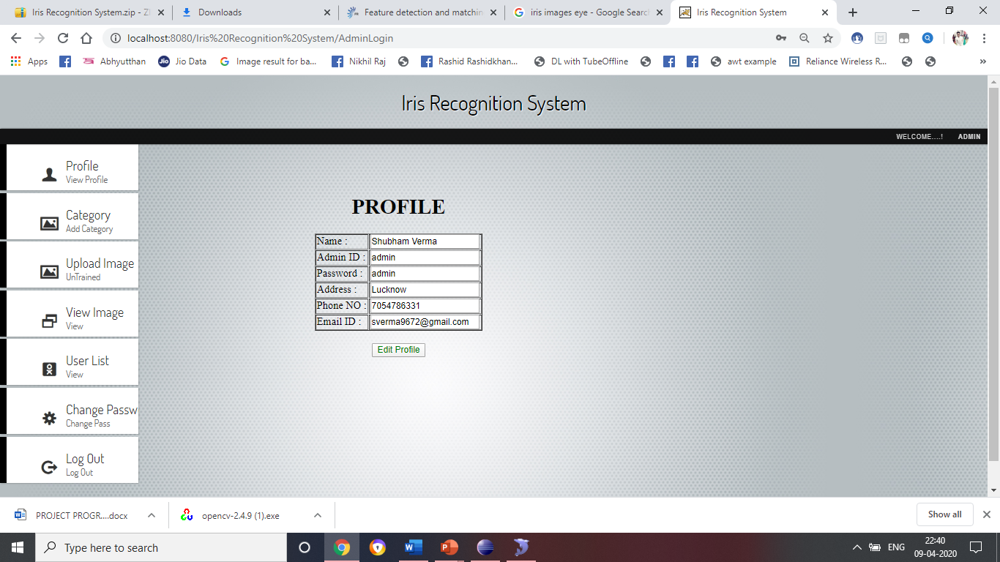 Iris Recognition System.zip - ZI
Downloads
Feature detection and matchin
iris images eye - Google Search
Iris Recognition System
localhost:8080/Iris%20Recognition%20System/AdminLogin
Apps
Abhyutthan
Jio
Jio Data
Image result for ba...
Nikhil Raj
Rashid Rashidkhan...
DL with TubeOffline
awt example
Reliance Wireless R...
»
Iris Recognition System
WELCOME....! ADMIN
Profile
View Profile
Category
Add Category
Upload Image
UnTrained
View Image
View
User List
View
Change Passw
Change Pass
Log Out
Log Out
PROFILE
Name : Shubham Verma
Admin ID : admin
Password : admin
Address : Lucknow
Phone NO : 7054786331
Email ID : sverma9672@gmail.com
Edit Profile
PROJECT PROGR....docx
opencv-2.4.9 (1).exe
Show all
Type here to search
ENG
22:40
09-04-2020